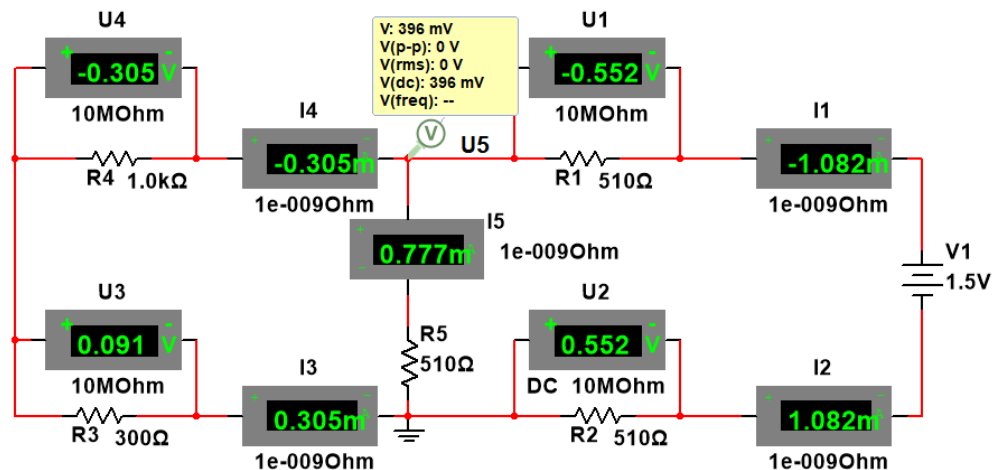 U4
-0.305 V
10MOhm
R4 1.0kΩ
I4
-0.305m
1e-009Ohm
V: 396 mV
V(p-p): 0 V
V(rms): 0 V
V(dc): 396 mV
V(freq): --
V
U5
U1
-0.552 V
10MOhm
R1 510Ω
I1
-1.082m
1e-009Ohm
I5
0.777m
1e-009Ohm
V1
1.5V
U3
0.091 V
10MOhm
R3 300Ω
I3
0.305m
1e-009Ohm
R5
510Ω
U2
0.552 V
DC 10MOhm
R2 510Ω
I2
1.082m
1e-009Ohm